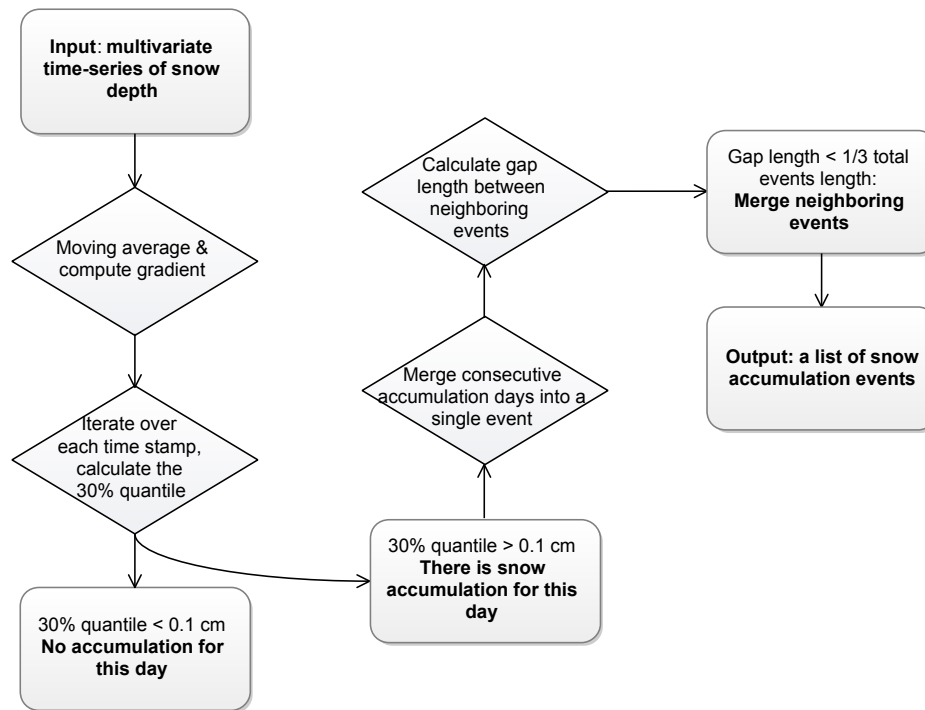 Input: multivariate
time-series of snow
depth
Moving average &
compute gradient
Iterate over
each time stamp,
calculate the
30% quantile
30% quantile < 0.1 cm
No accumulation for
this day
30% quantile > 0.1 cm
There is snow
accumulation for this
day
Merge consecutive
accumulation days into a
single event
Calculate gap
length between
neighboring
events
Gap length < 1/3 total
events length:
Merge neighboring
events
Output: a list of snow
accumulation events